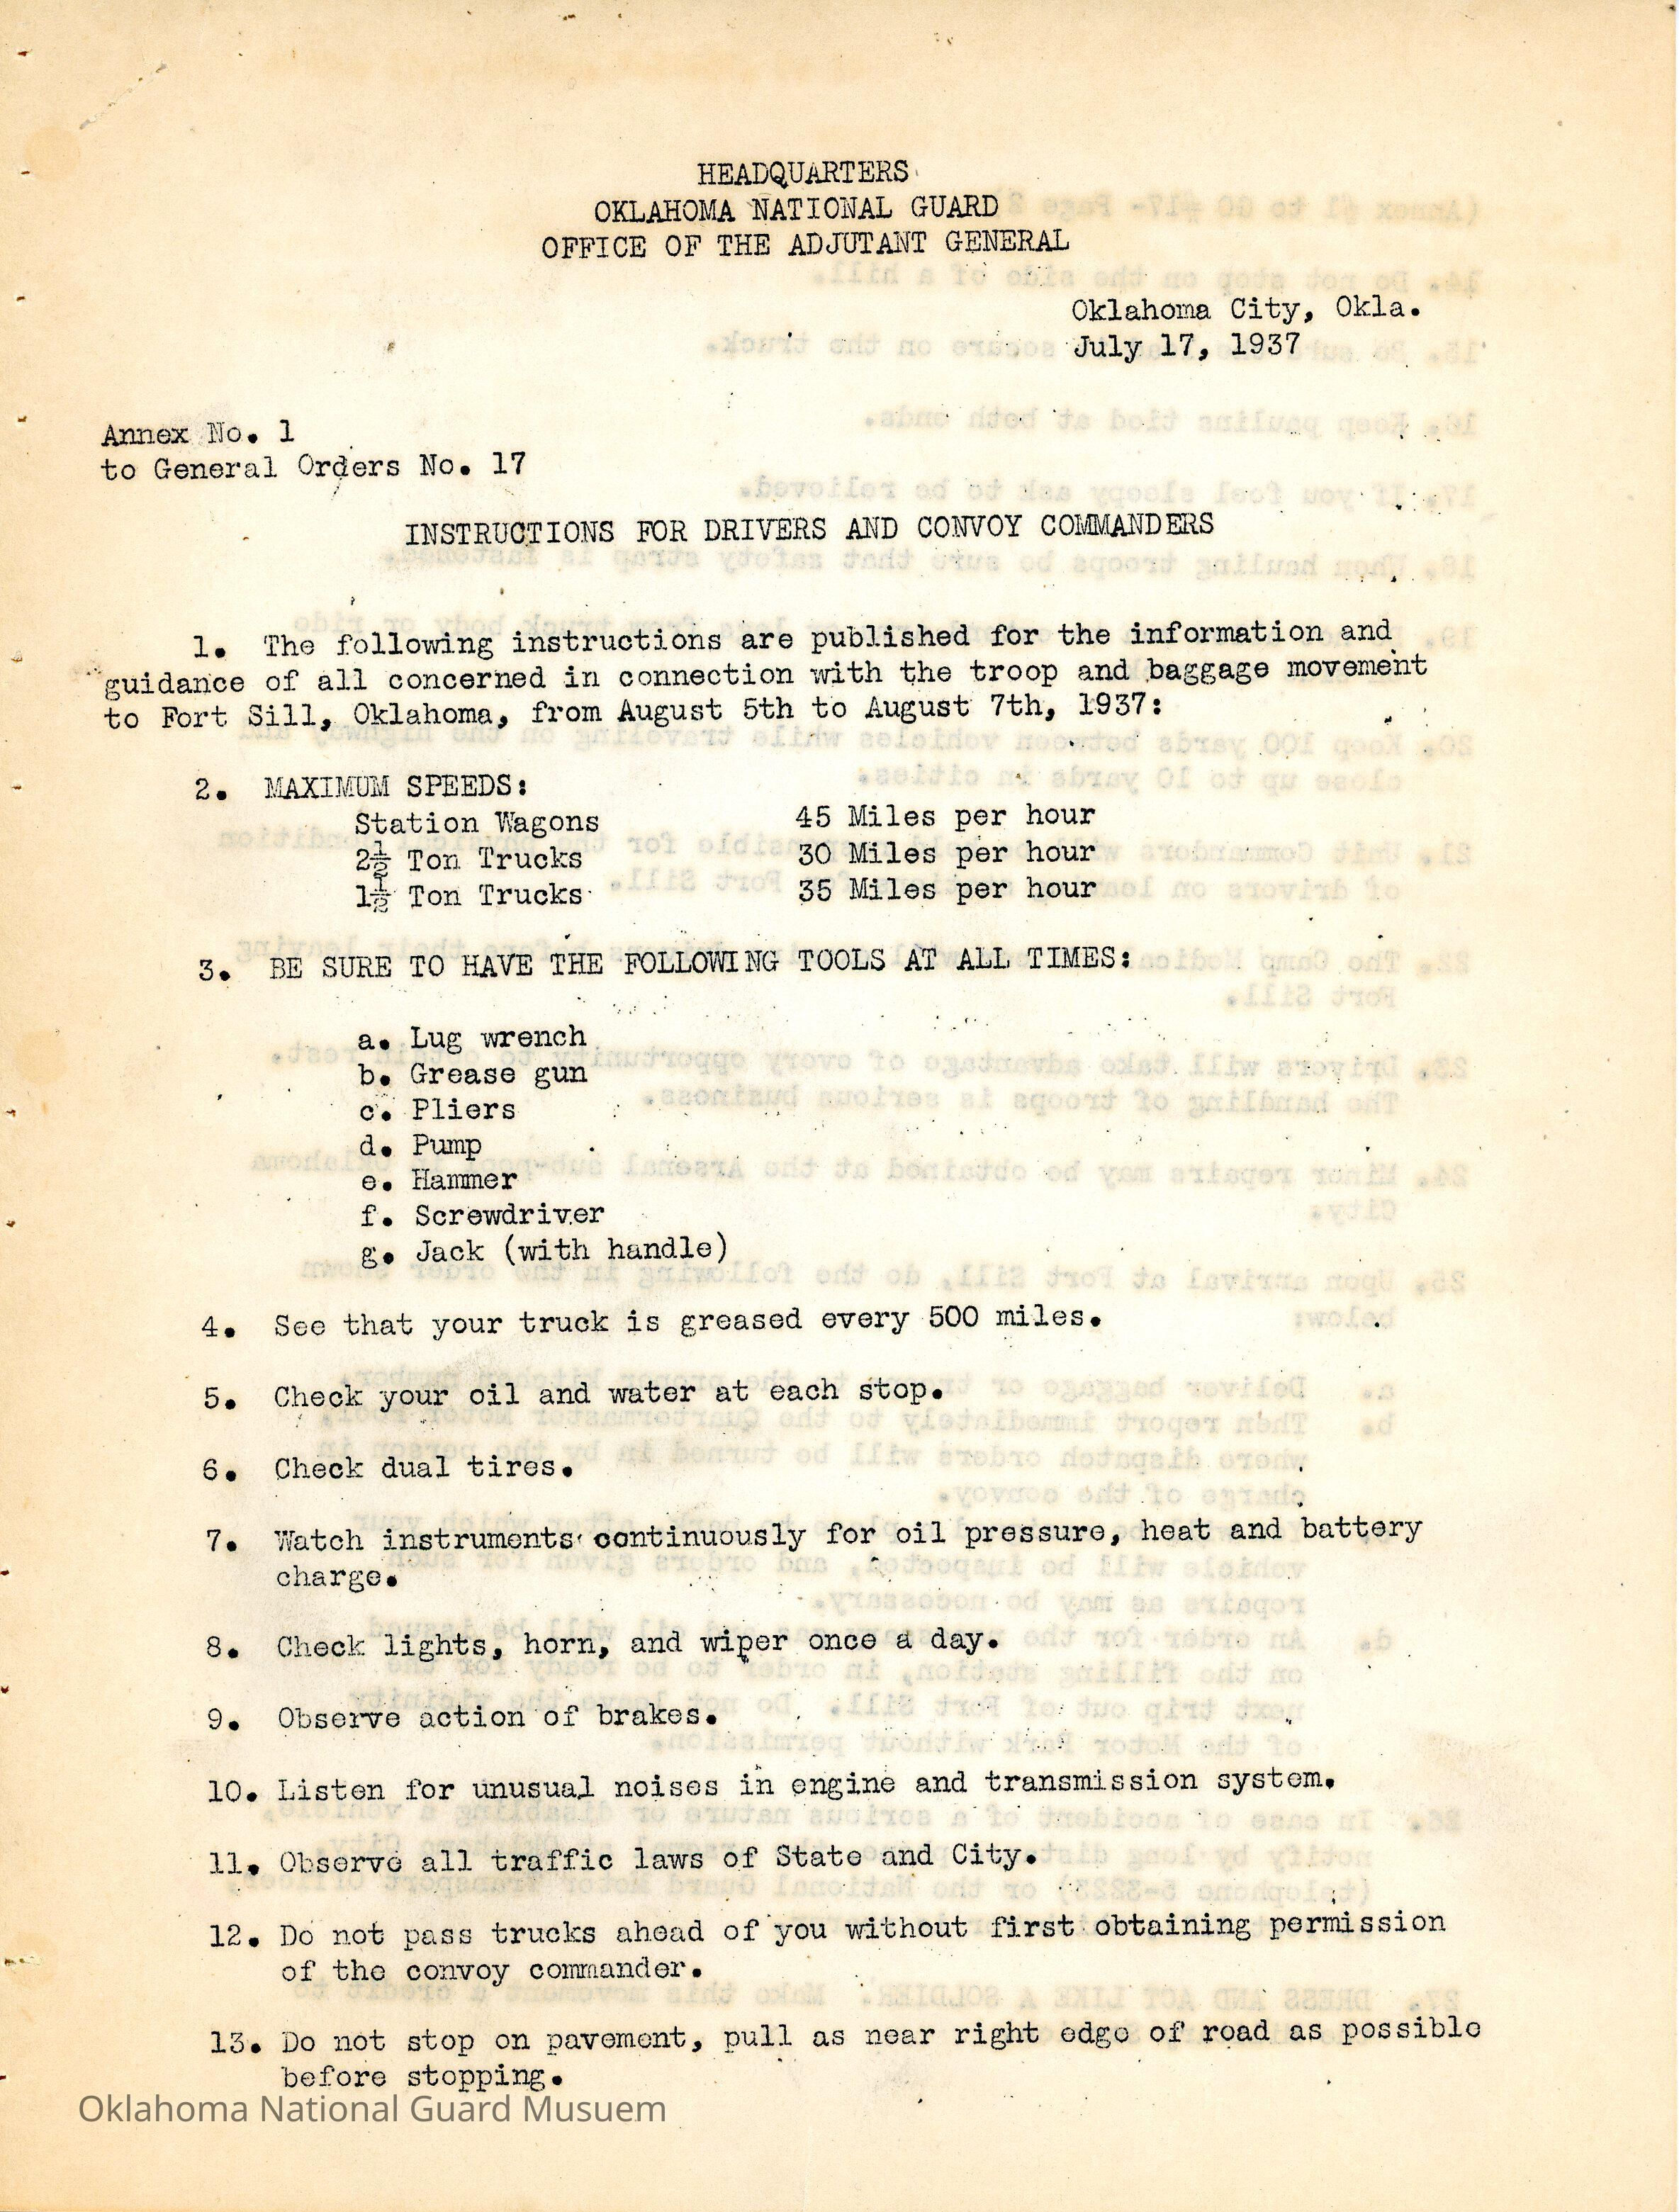 HEADQUARTERS
OKLAHOMA NATIONAL GUARD
OFFICE OF THE ADJUTANT GENERAL
Oklahoma City, Okla.
July 17, 1937
Annex No. 1
to General Orders No. 17
INSTRUCTIONS FOR DRIVERS AND CONVOY COMMANDERS
1. The following instructions are published for the information and
guidance of all concerned in connection with the troop and baggage movement
to Fort Sill, Oklahoma, from August 5th to August 7th, 1937:
2. MAXIMUM SPEEDS:
Station Wagons 45 Miles per hour
2½ Ton Trucks 30 Miles per hour
1½ Ton Trucks 35 Miles per hour
3. BE SURE TO HAVE THE FOLLOWING TOOLS AT ALL TIMES:
a. Lug wrench
b. Grease gun
c. Pliers
d. Pump
e. Hammer
f. Screwdriver
g. Jack (with handle)
4. See that your truck is greased every 500 miles.
5. Check your oil and water at each stop.
6. Check dual tires.
7. Watch instruments continuously for oil pressure, heat and battery
charge.
8. Check lights, horn, and wiper once a day.
9. Observe action of brakes.
10. Listen for unusual noises in engine and transmission system.
11. Observe all traffic laws of State and City.
12. Do not pass trucks ahead of you without first obtaining permission
of the convoy commander.
13. Do not stop on pavement, pull as near right edge of road as possible
before stopping.
Oklahoma National Guard Musuem